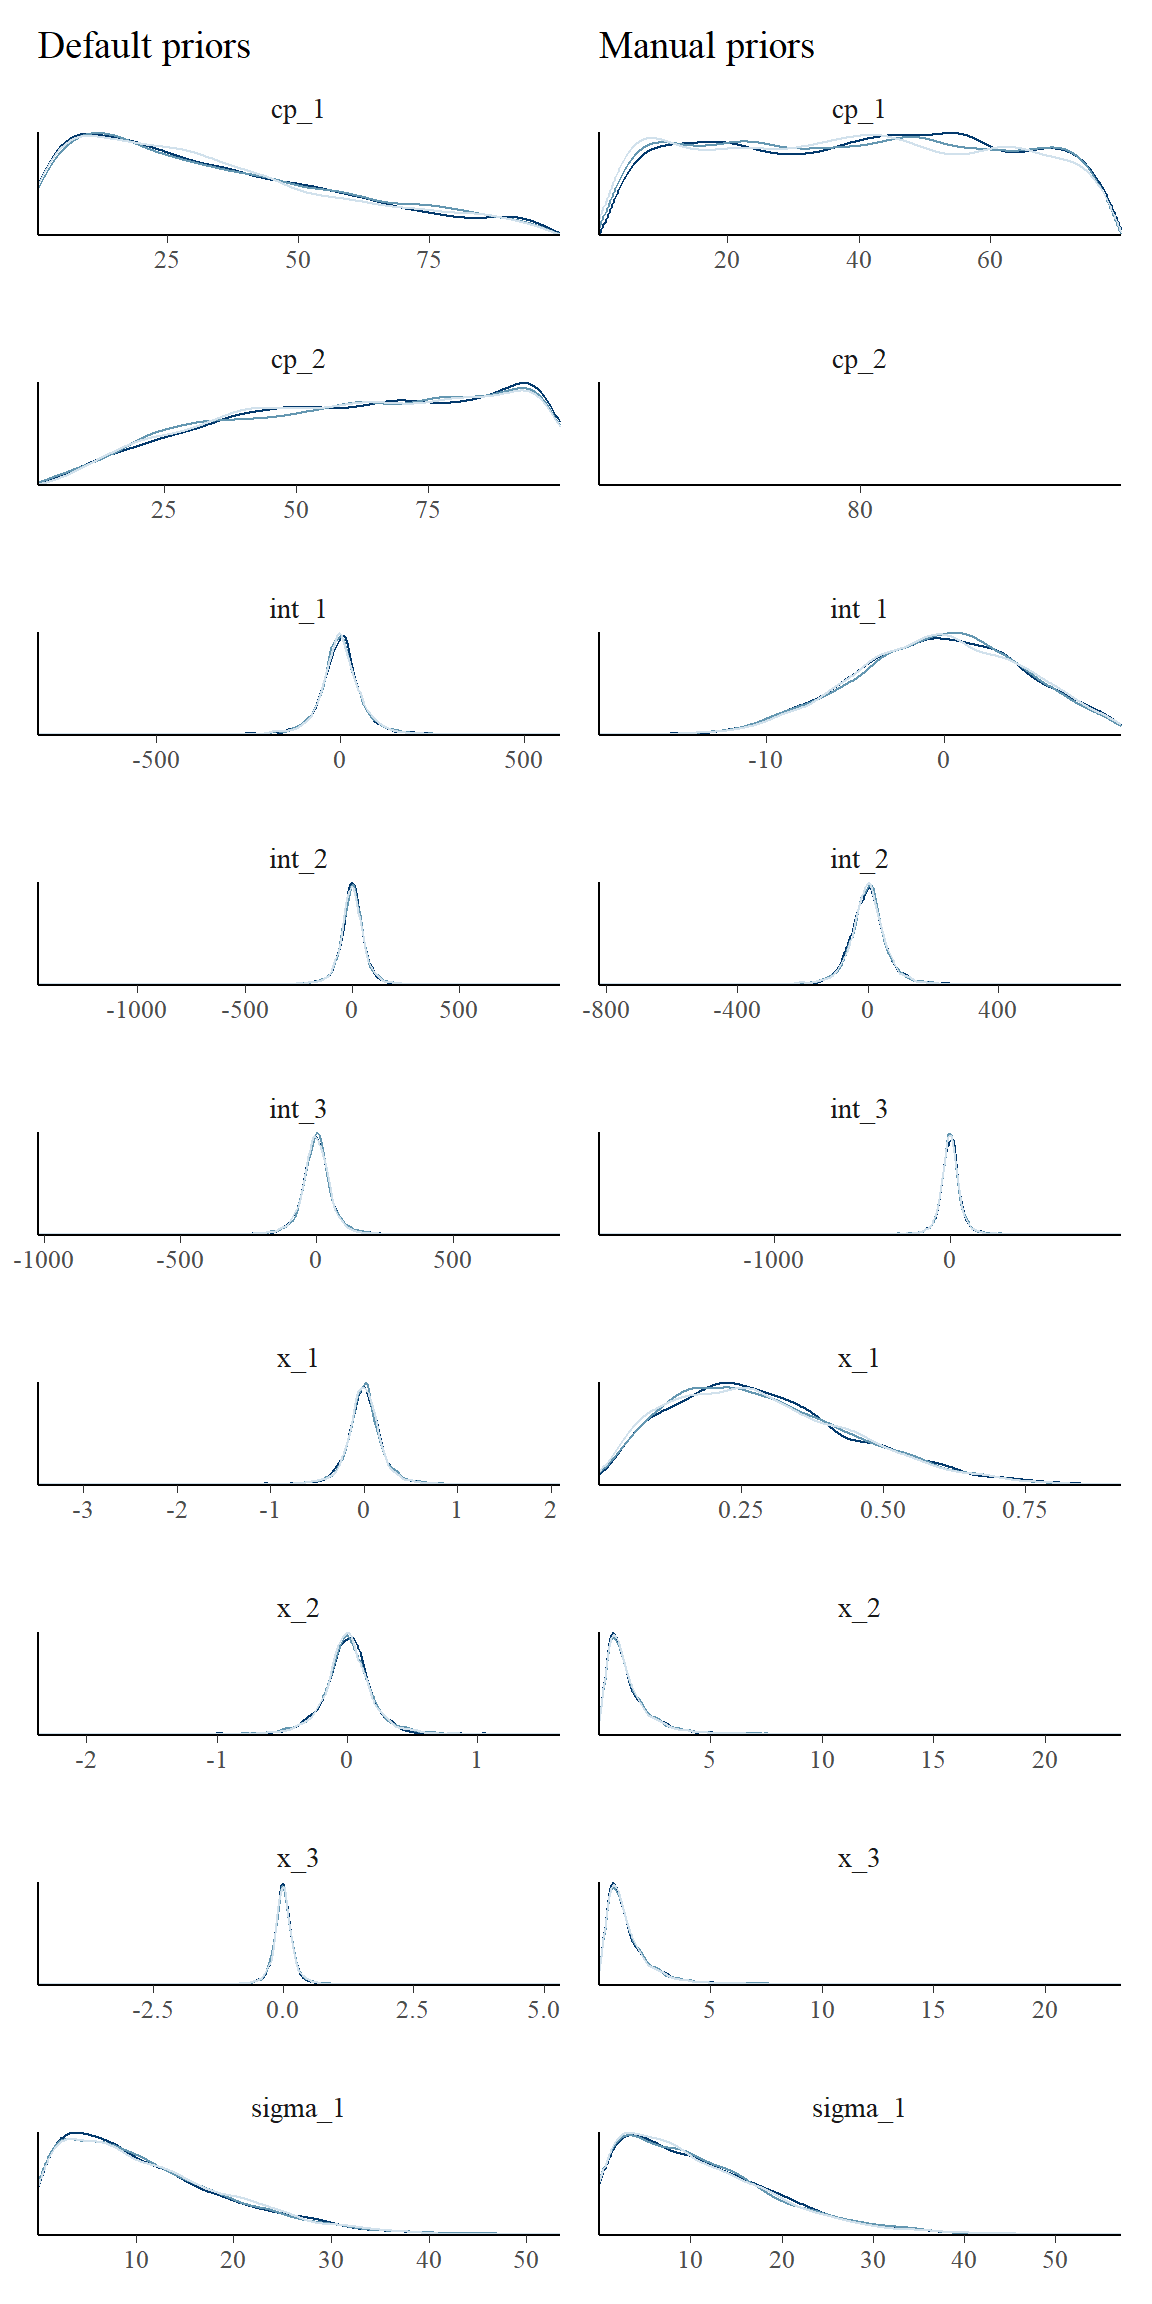 Default priors Manual priors
cp_1 cp_1
25 50 75 20 40 60
cp_2 cp_2
25 50 75 80
int_1 int_1
-500 0 500 -10 0
int_2 int_2
-1000 -500 0 500 -800 -400 0 400
int_3 int_3
-1000 -500 0 500 -1000 0
x_1 x_1
-3 -2 -1 0 1 2 0.25 0.50 0.75
x_2 x_2
-2 -1 0 1 5 10 15 20
x_3 x_3
-2.5 0.0 2.5 5.0 5 10 15 20
sigma_1 sigma_1
10 20 30 40 50 10 20 30 40 50